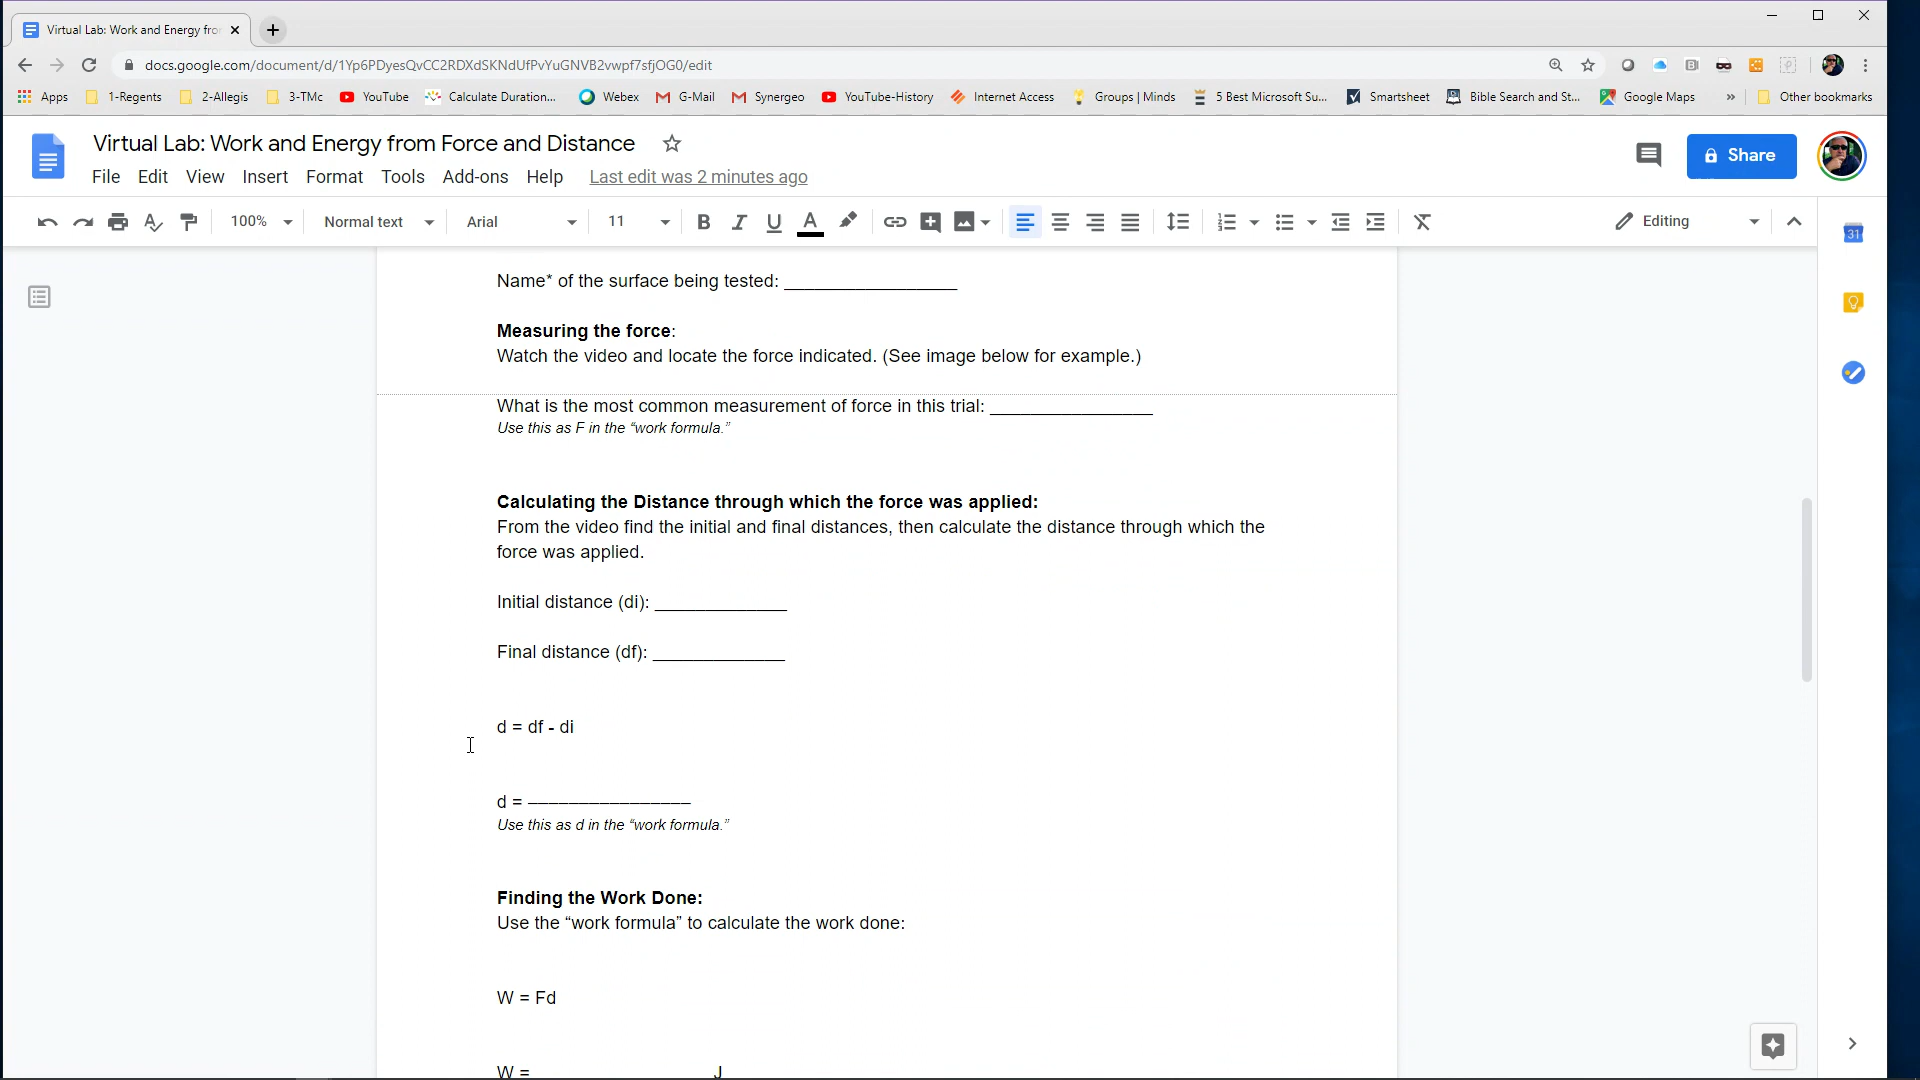 Virtual Lab: Work and Energy fro
docs.google.com/document/d/1Yp6PDyesQvCC2RDXdSKNdUfPvYuGNVB2vwpf7sfjOG0/edit
Apps 1-Regents 2-Allegis 3-TMc YouTube Calculate Duration... Webex G-Mail Synergeo YouTube-History Internet Access Groups | Minds 5 Best Microsoft Su... Smartsheet Bible Search and St... Google Maps » Other bookmarks
Virtual Lab: Work and Energy from Force and Distance
Share
File Edit View Insert Format Tools Add-ons Help Last edit was 2 minutes ago
100% Normal text Arial 11 B I U A Editing
31
Name* of the surface being tested: _________________
Measuring the force:
Watch the video and locate the force indicated. (See image below for example.)
What is the most common measurement of force in this trial: ________________
Use this as F in the “work formula.”
Calculating the Distance through which the force was applied:
From the video find the initial and final distances, then calculate the distance through which the
force was applied.
Initial distance (di): _____________
Final distance (df): _____________
d = df - di
d = ________________
Use this as d in the “work formula.”
Finding the Work Done:
Use the “work formula” to calculate the work done:
W = Fd
W = __________________ J